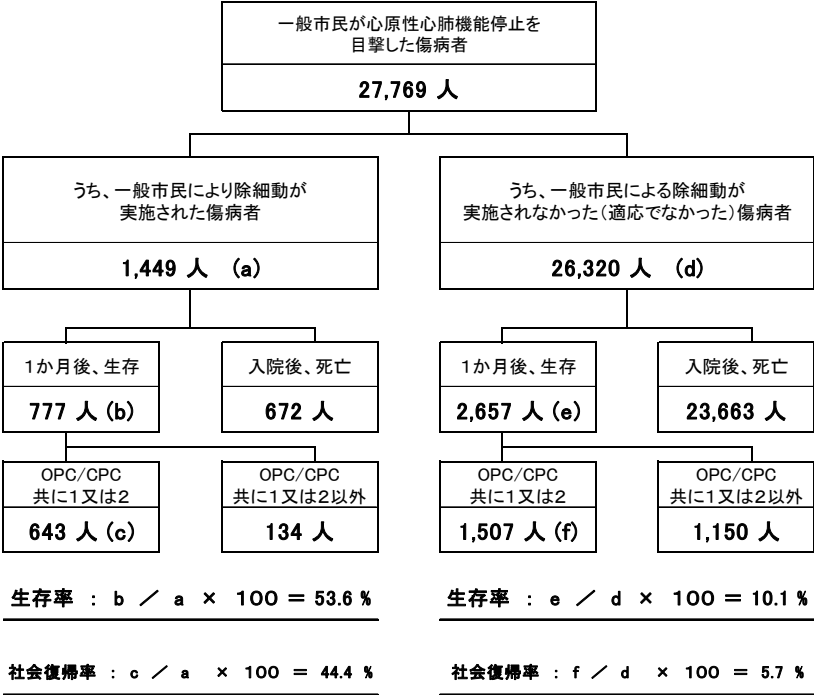 一般市民が心原性心肺機能停止を
目撃した傷病者
27,769 人
うち、一般市民により除細動が
実施された傷病者
1,449 人 (a)
うち、一般市民による除細動が
実施されなかった（適応でなかった）傷病者
26,320 人 (d)
１か月後、生存
777 人 (b)
入院後、死亡
672 人
１か月後、生存
2,657 人 (e)
入院後、死亡
23,663 人
OPC/CPC
共に１又は２
643 人 (c)
OPC/CPC
共に１又は２以外
134 人
OPC/CPC
共に１又は２
1,507 人 (f)
OPC/CPC
共に１又は２以外
1,150 人
生存率 ： ｂ ／ ａ × １００ ＝ 53.6 %
生存率 ： ｅ ／ ｄ × １００ ＝ 10.1 %
社会復帰率 ： ｃ ／ ａ × １００ ＝ 44.4 %
社会復帰率 ： ｆ ／ ｄ × １００ ＝ 5.7 %